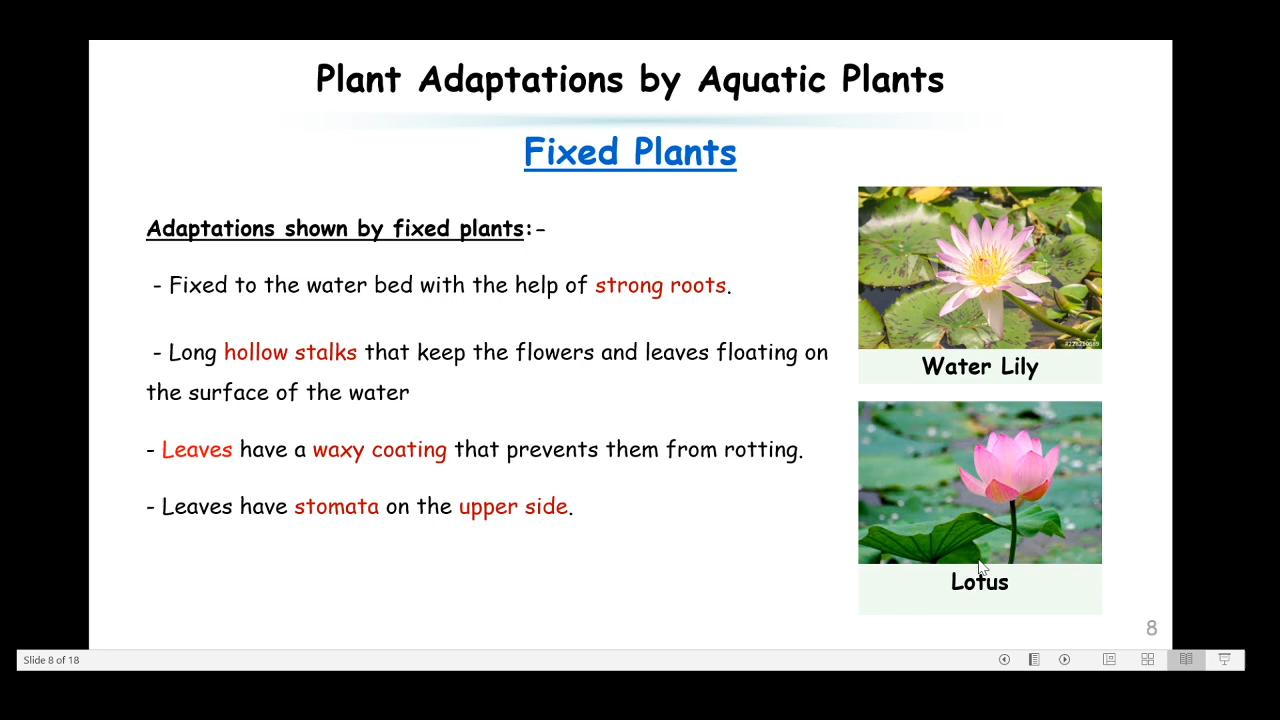 Plant Adaptations by Aquatic Plants
Fixed Plants
Adaptations shown by fixed plants:-
- Fixed to the water bed with the help of strong roots.
- Long hollow stalks that keep the flowers and leaves floating on
the surface of the water
- Leaves have a waxy coating that prevents them from rotting.
- Leaves have stomata on the upper side.
Water Lily
Lotus
8
Slide 8 of 18